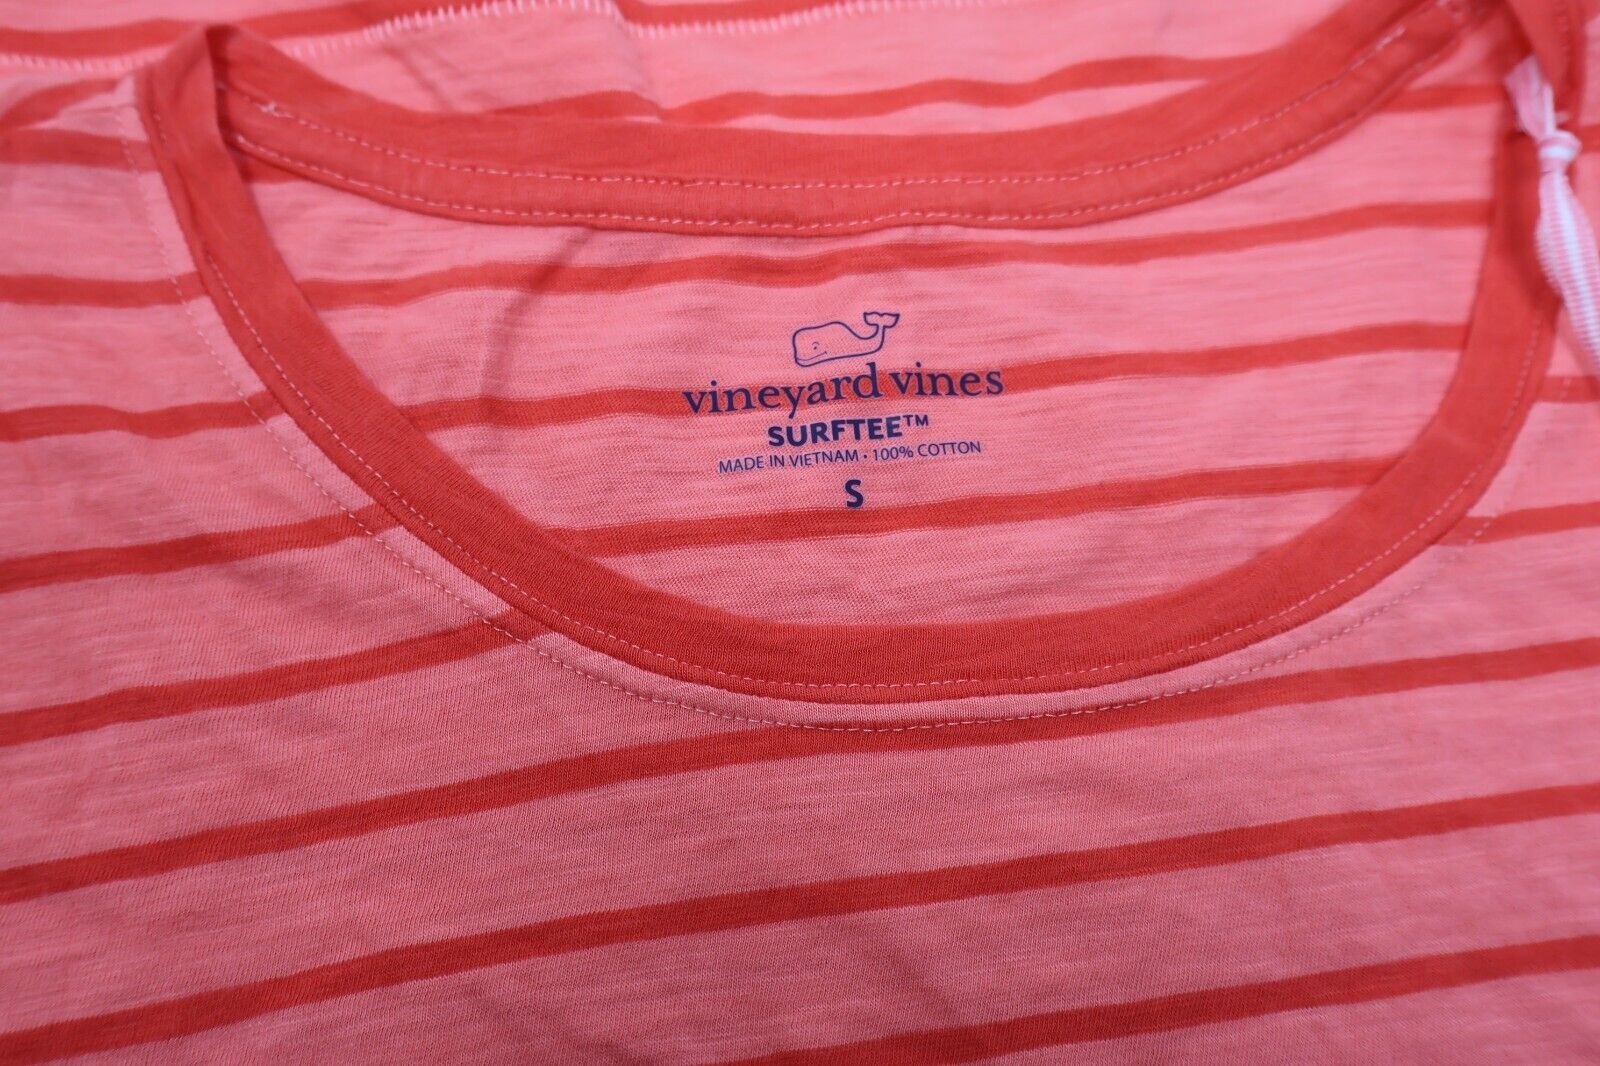 vineyard vines
SURFTEE™
MADE IN VIETNAM • 100% COTTON
S